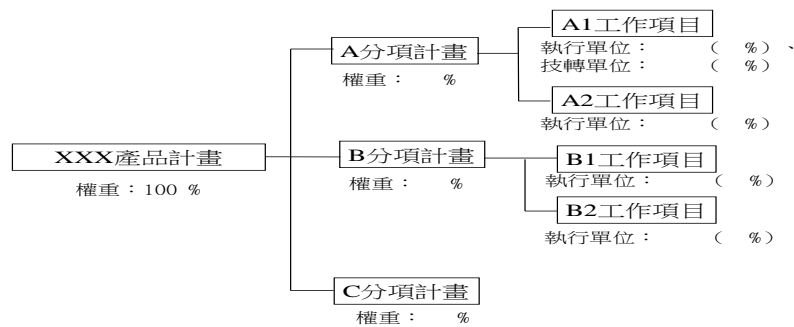 A1工作項目
執行單位： （ %）、
技轉單位： （ %）
A分項計畫
權重： %
A2工作項目
執行單位： （ %）
XXX產品計畫
權重：100 %
B分項計畫
權重： %
B1工作項目
執行單位： （ %）
B2工作項目
執行單位： （ %）
C分項計畫
權重： %